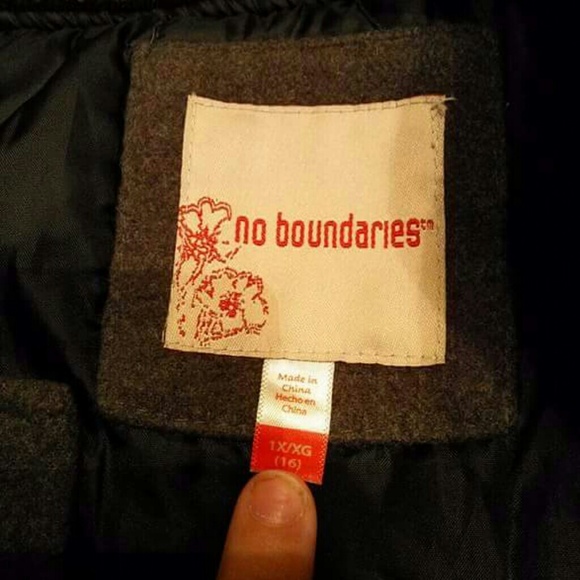 no boundaries™
Made in
China
Hecho en
China
1X/XG
(16)